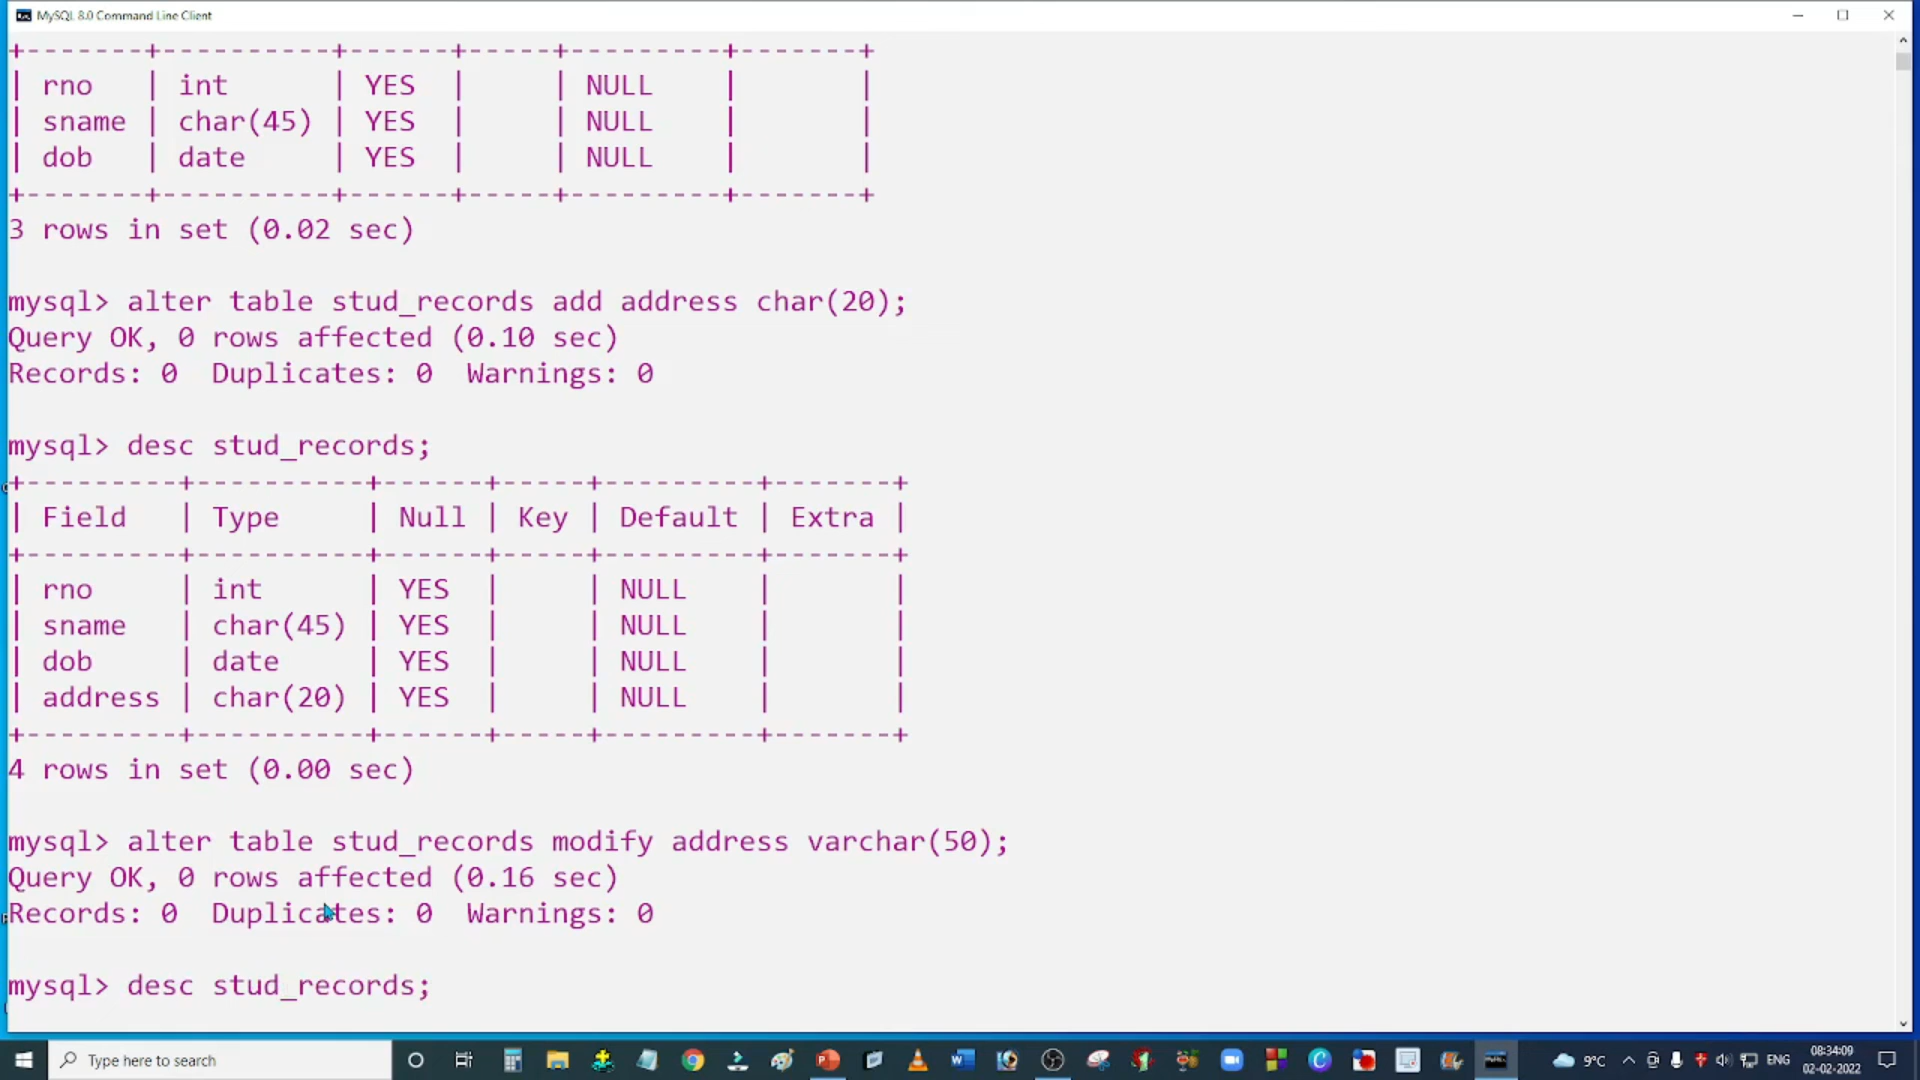 MySQL 8.0 Command Line Client
+-------+----------+------+-----+---------+-------+
| rno   | int      | YES  |     | NULL    |       |
| sname | char(45) | YES  |     | NULL    |       |
| dob   | date     | YES  |     | NULL    |       |
+-------+----------+------+-----+---------+-------+
3 rows in set (0.02 sec)
mysql> alter table stud_records add address char(20);
Query OK, 0 rows affected (0.10 sec)
Records: 0  Duplicates: 0  Warnings: 0
mysql> desc stud_records;
+---------+----------+------+-----+---------+-------+
| Field   | Type     | Null | Key | Default | Extra |
+---------+----------+------+-----+---------+-------+
| rno     | int      | YES  |     | NULL    |       |
| sname   | char(45) | YES  |     | NULL    |       |
| dob     | date     | YES  |     | NULL    |       |
| address | char(20) | YES  |     | NULL    |       |
+---------+----------+------+-----+---------+-------+
4 rows in set (0.00 sec)
mysql> alter table stud_records modify address varchar(50);
Query OK, 0 rows affected (0.16 sec)
Records: 0  Duplicates: 0  Warnings: 0
mysql> desc stud_records;
Type here to search
9°C
ENG
08:34:09
02-02-2022